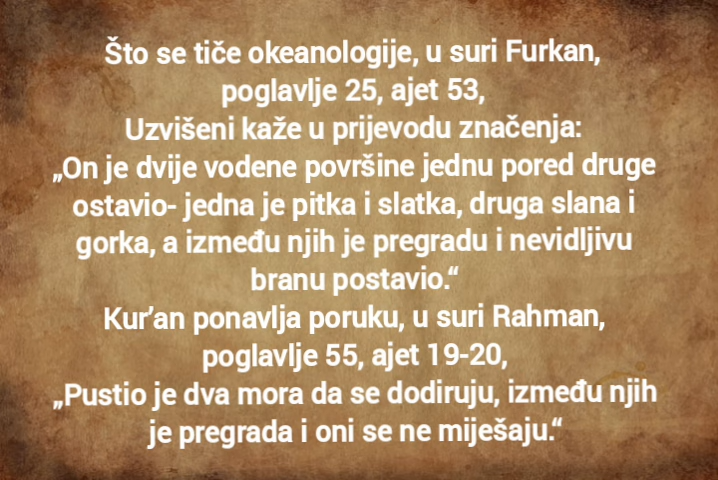 Što se tiče okeanologije, u suri Furkan,
poglavlje 25, ajet 53,
Uzvišeni kaže u prijevodu značenja:
„On je dvije vodene površine jednu pored druge
ostavio- jedna je pitka i slatka, druga slana i
gorka, a između njih je pregradu i nevidljivu
branu postavio.“
Kur’an ponavlja poruku, u suri Rahman,
poglavlje 55, ajet 19-20,
„Pustio je dva mora da se dodiruju, između njih
je pregrada i oni se ne miješaju.“